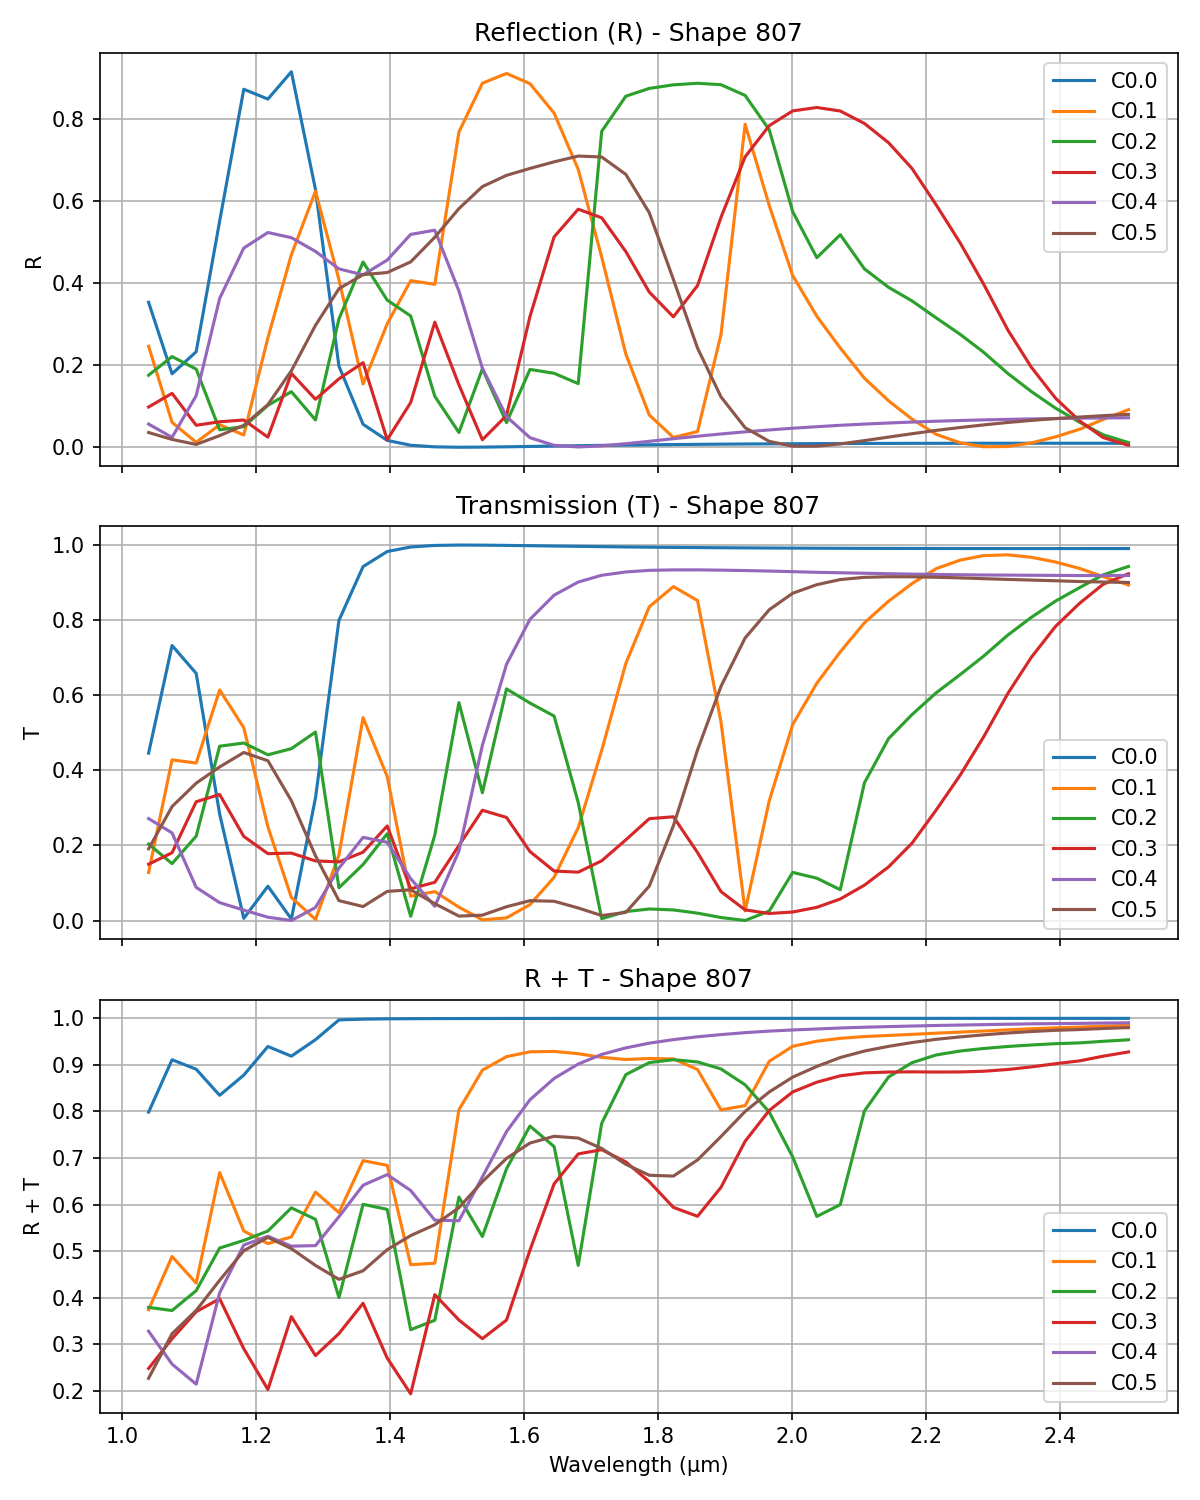 Reflection (R) - Shape 807
R
0.8
0.6
0.4
0.2
0.0
C0.0
C0.1
C0.2
C0.3
C0.4
C0.5
Transmission (T) - Shape 807
T
1.0
0.8
0.6
0.4
0.2
0.0
C0.0
C0.1
C0.2
C0.3
C0.4
C0.5
R + T - Shape 807
R + T
1.0
0.9
0.8
0.7
0.6
0.5
0.4
0.3
0.2
C0.0
C0.1
C0.2
C0.3
C0.4
C0.5
1.0 1.2 1.4 1.6 1.8 2.0 2.2 2.4
Wavelength (μm)